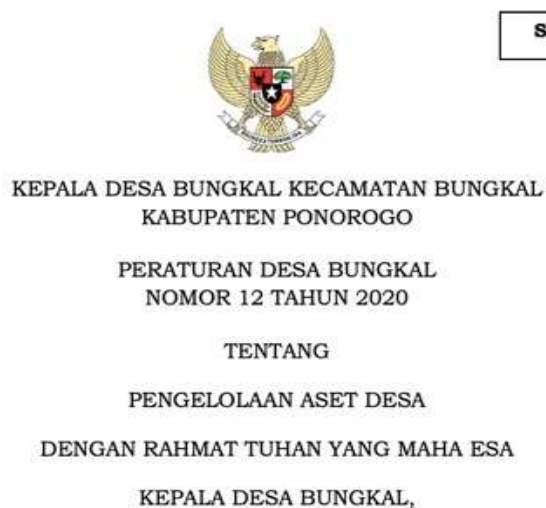 KEPALA DESA BUNGKAL KECAMATAN BUNGKAL
KABUPATEN PONOROGO
PERATURAN DESA BUNGKAL
NOMOR 12 TAHUN 2020
TENTANG
PENGELOLAAN ASET DESA
DENGAN RAHMAT TUHAN YANG MAHA ESA
KEPALA DESA BUNGKAL,